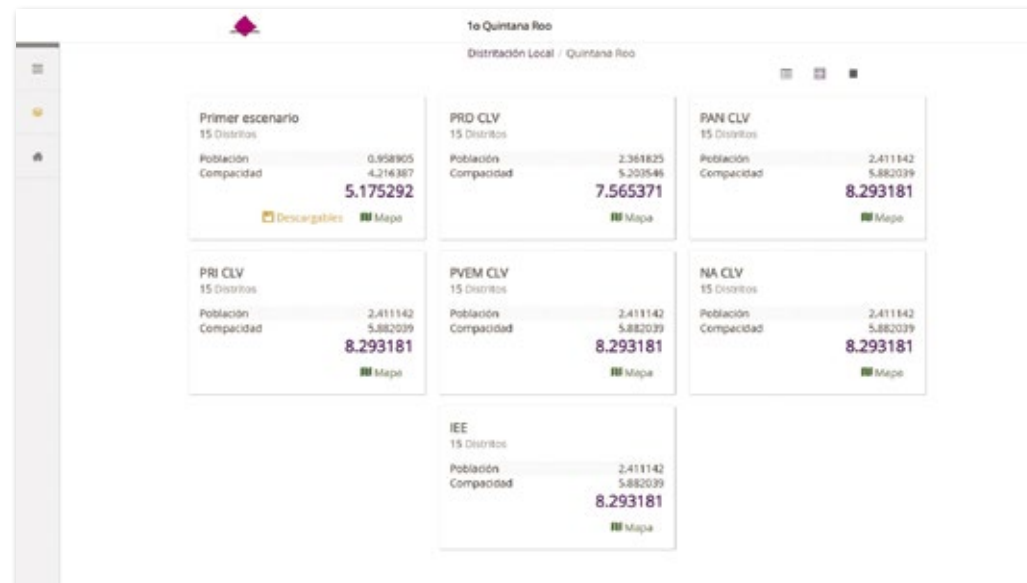 1o Quintana Roo
Distritación Local / Quintana Roo
Primer escenario
15 Distritos
Población 0.958905
Compacidad 4.216387
5.175292
Descargables Mapa
PRD CLV
15 Distritos
Población 2.361825
Compacidad 5.203546
7.565371
Mapa
PAN CLV
15 Distritos
Población 2.411142
Compacidad 5.882039
8.293181
Mapa
PRI CLV
15 Distritos
Población 2.411142
Compacidad 5.882039
8.293181
Mapa
PVEM CLV
15 Distritos
Población 2.411142
Compacidad 5.882039
8.293181
Mapa
NA CLV
15 Distritos
Población 2.411142
Compacidad 5.882039
8.293181
Mapa
IEE
15 Distritos
Población 2.411142
Compacidad 5.882039
8.293181
Mapa